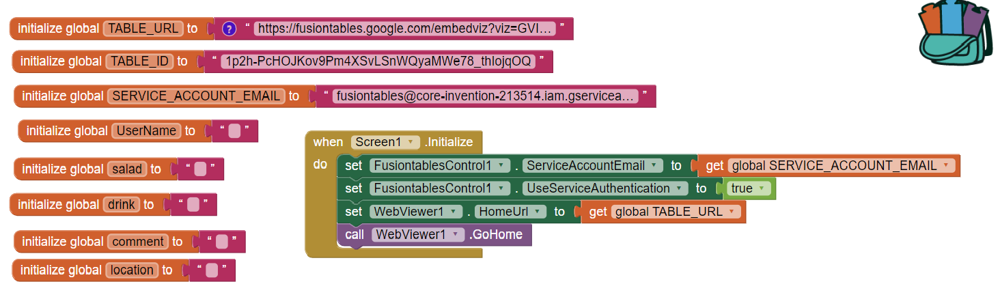 initialize global TABLE_URL to ? “ https://fusiontables.google.com/embedviz?viz=GVI... ”
initialize global TABLE_ID to “ 1p2h-PcHOJKov9Pm4XSvLSnWQyaMWe78_thIojqOQ ”
initialize global SERVICE_ACCOUNT_EMAIL to “ fusiontables@core-invention-213514.iam.gservicea... ”
initialize global UserName to “ ”
initialize global salad to “ ”
initialize global drink to “ ”
initialize global comment to “ ”
initialize global location to “ ”
when Screen1 .Initialize
do set FusiontablesControl1 . ServiceAccountEmail to get global SERVICE_ACCOUNT_EMAIL
set FusiontablesControl1 . UseServiceAuthentication to true
set WebViewer1 . HomeUrl to get global TABLE_URL
call WebViewer1 .GoHome